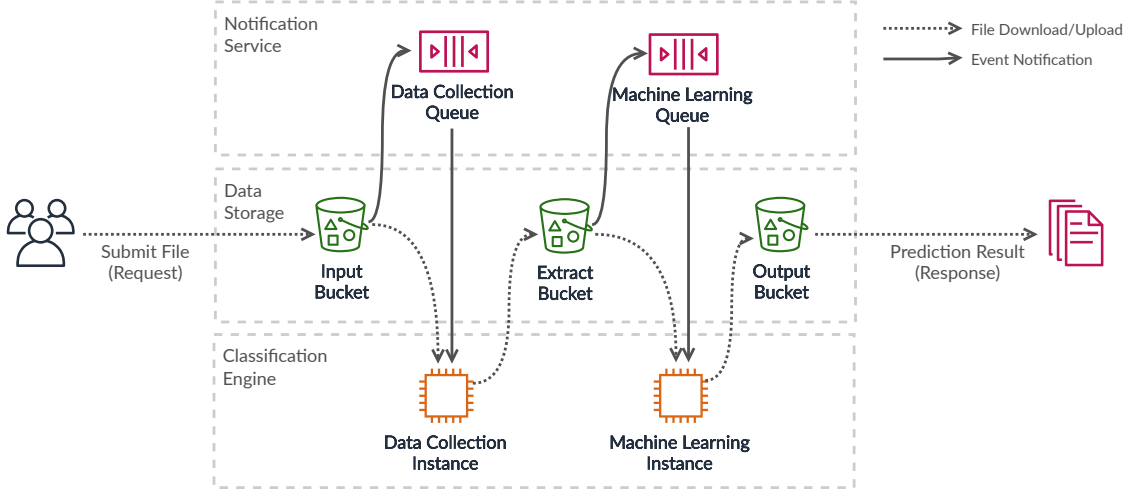 Notification
Service
Data Collection
Queue
Machine Learning
Queue
File Download/Upload
Event Notification
Data
Storage
Submit File
(Request)
Input
Bucket
Extract
Bucket
Output
Bucket
Prediction Result
(Response)
Classification
Engine
Data Collection
Instance
Machine Learning
Instance